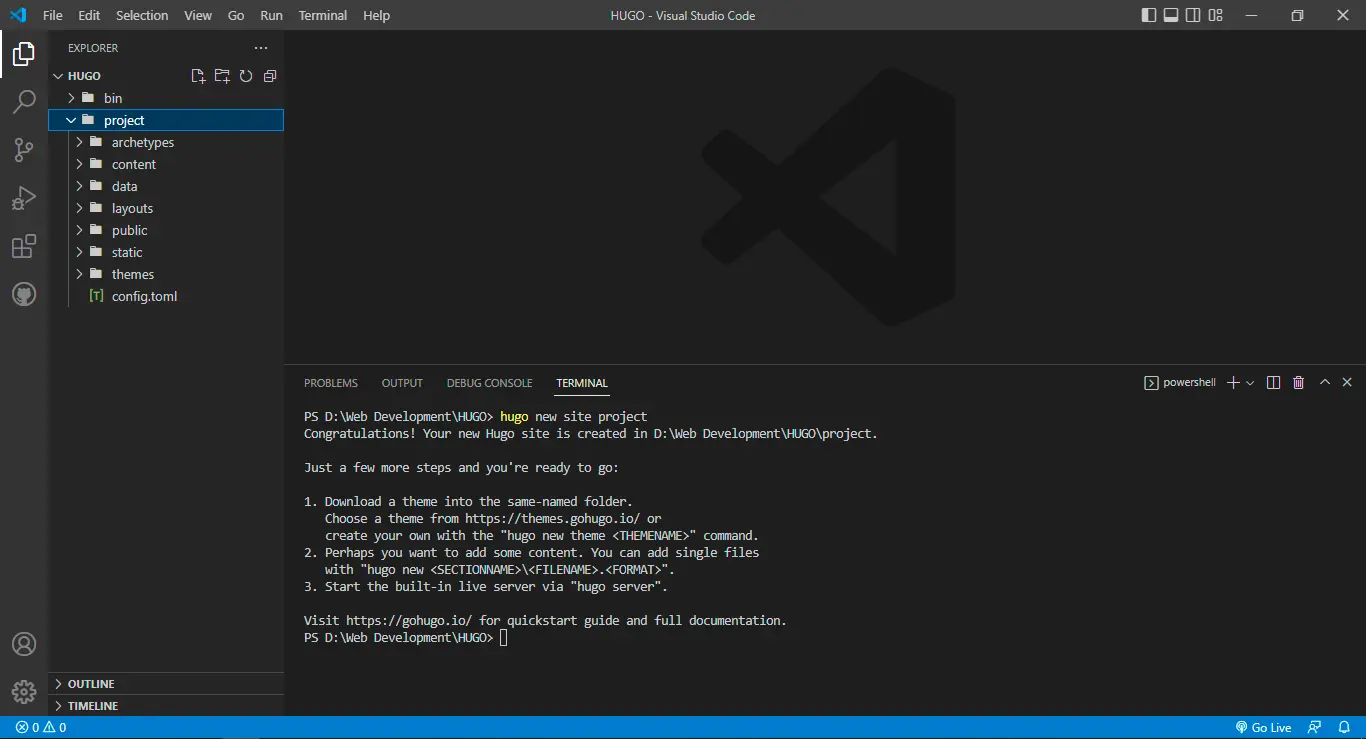 File Edit Selection View Go Run Terminal Help
HUGO - Visual Studio Code
EXPLORER
HUGO
bin
project
archetypes
content
data
layouts
public
static
themes
[T] config.toml
OUTLINE
TIMELINE
PROBLEMS OUTPUT DEBUG CONSOLE TERMINAL
powershell
PS D:\Web Development\HUGO> hugo new site project
Congratulations! Your new Hugo site is created in D:\Web Development\HUGO\project.
Just a few more steps and you're ready to go:
1. Download a theme into the same-named folder.
Choose a theme from https://themes.gohugo.io/ or
create your own with the "hugo new theme <THEMENAME>" command.
2. Perhaps you want to add some content. You can add single files
with "hugo new <SECTIONNAME>\<FILENAME>.<FORMAT>".
3. Start the built-in live server via "hugo server".
Visit https://gohugo.io/ for quickstart guide and full documentation.
PS D:\Web Development\HUGO>
0 0
Go Live